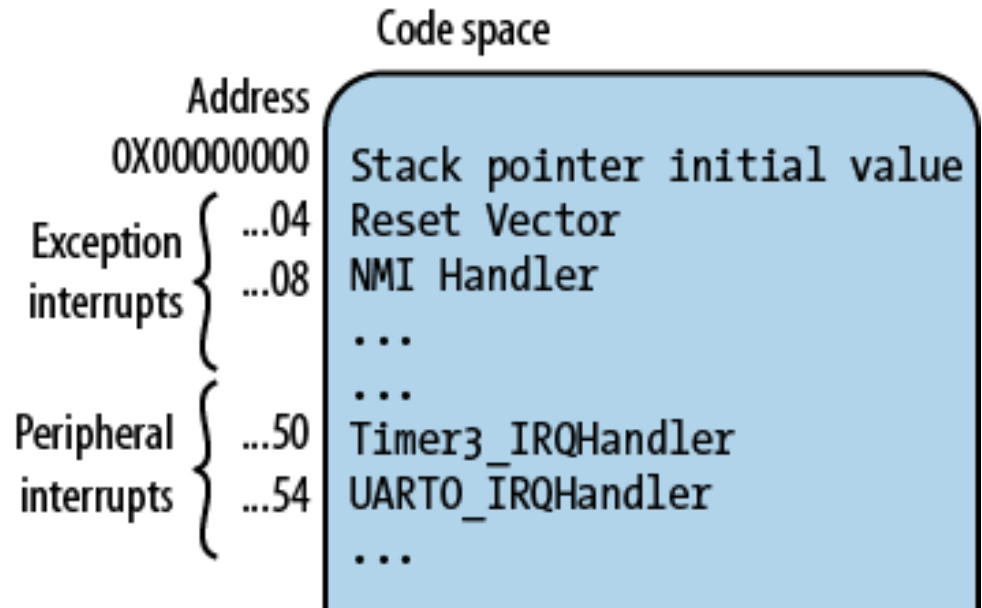 Code space
Address
0X00000000 Stack pointer initial value
Exception interrupts
...04 Reset Vector
...08 NMI Handler
...
...
Peripheral interrupts
...50 Timer3_IRQHandler
...54 UART0_IRQHandler
...